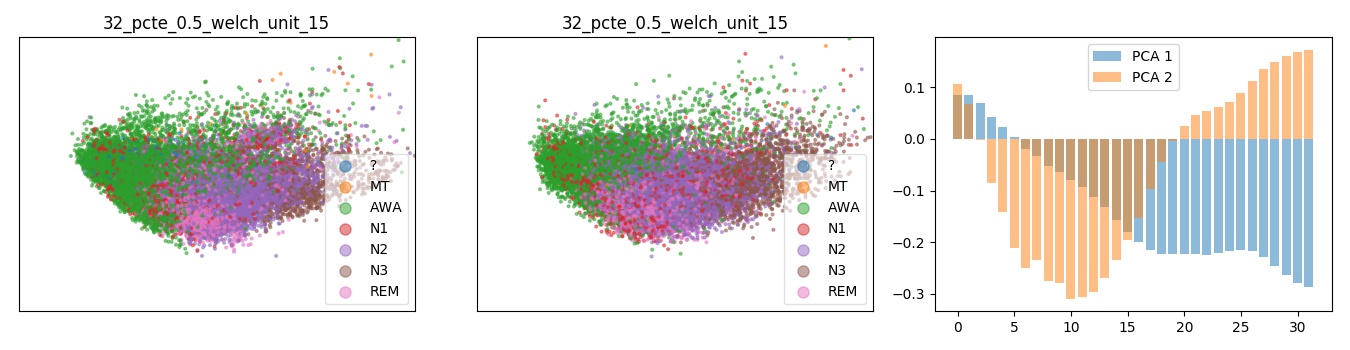 32_pcte_0.5_welch_unit_15
?
MT
AWA
N1
N2
N3
REM
32_pcte_0.5_welch_unit_15
?
MT
AWA
N1
N2
N3
REM
PCA 1
PCA 2
0.1
0.0
−0.1
−0.2
−0.3
0 5 10 15 20 25 30